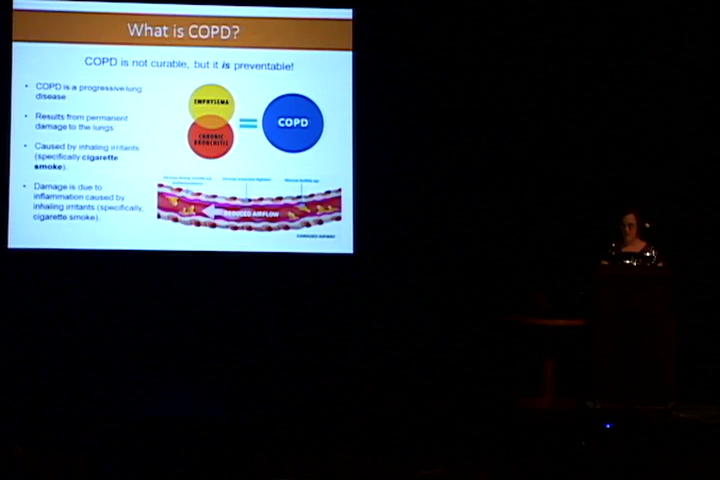 What is COPD?
COPD is not curable, but it is preventable!
• COPD is a progressive lung
disease
• Results from permanent
damage to the lungs
• Caused by inhaling irritants
(specifically cigarette
smoke).
• Damage is due to
inflammation caused by
inhaling irritants (specifically,
cigarette smoke).
EMPHYSEMA
CHRONIC
BRONCHITIS
=
COPD
REDUCED AIRFLOW
DAMAGED AIRWAY